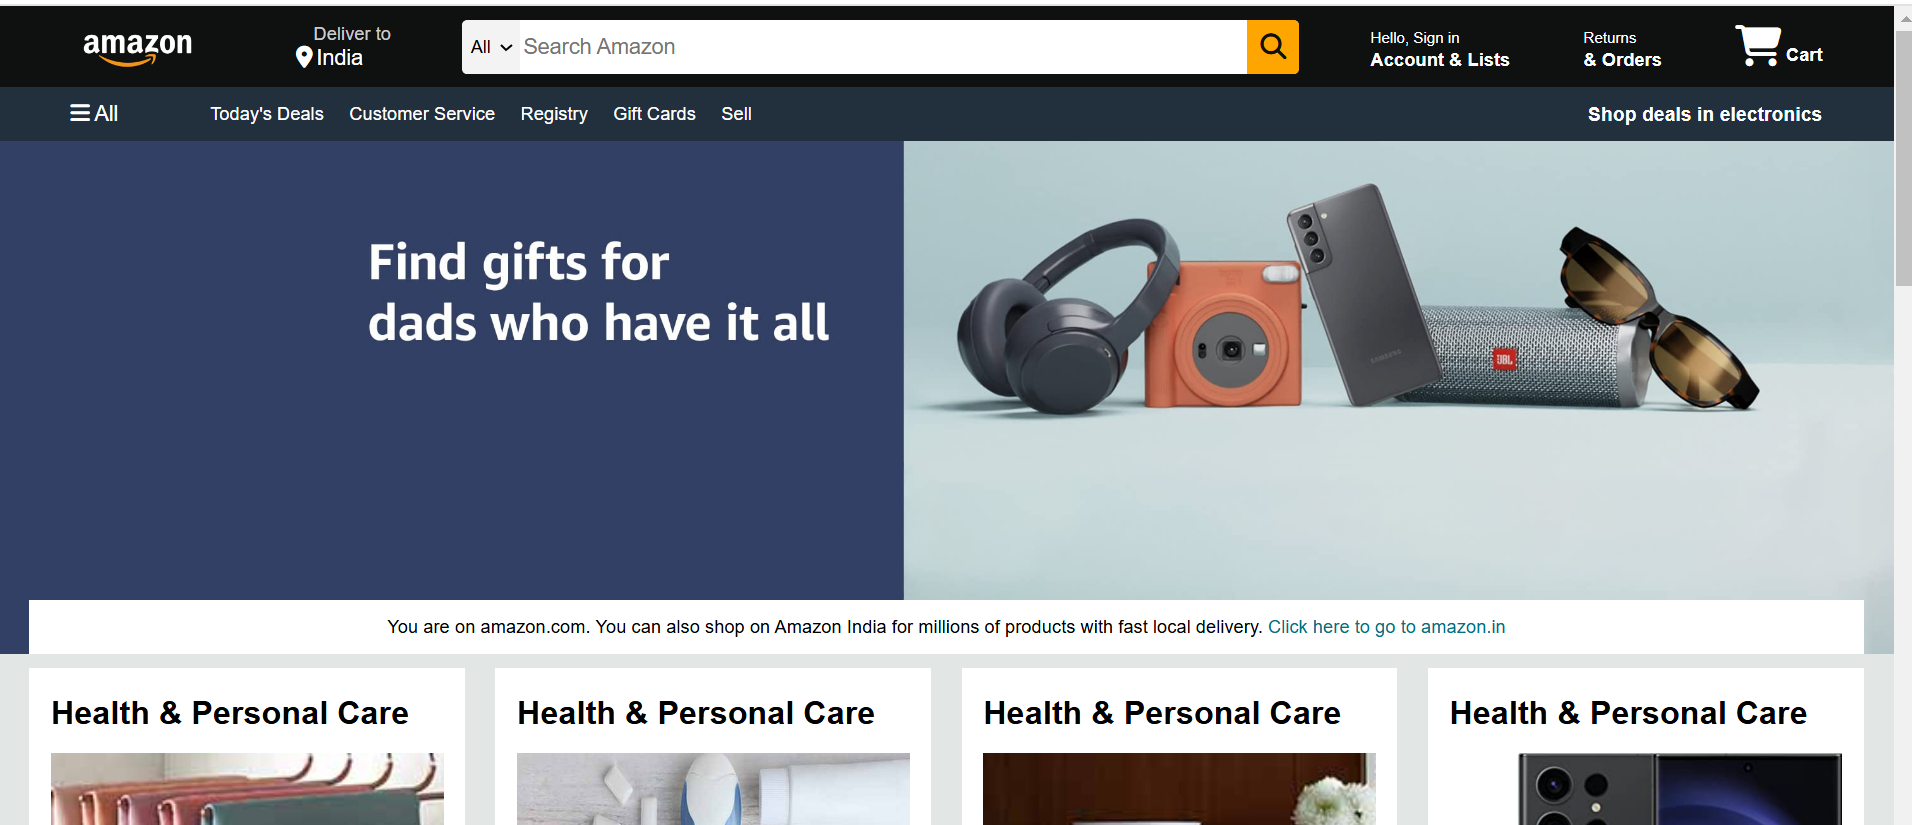 amazon
Deliver to
India
All
Search Amazon
Hello, Sign in
Account & Lists
Returns
& Orders
Cart
All
Today's Deals
Customer Service
Registry
Gift Cards
Sell
Shop deals in electronics
Find gifts for
dads who have it all
SAMSUNG
JBL
You are on amazon.com. You can also shop on Amazon India for millions of products with fast local delivery. Click here to go to amazon.in
Health & Personal Care
Health & Personal Care
Health & Personal Care
Health & Personal Care